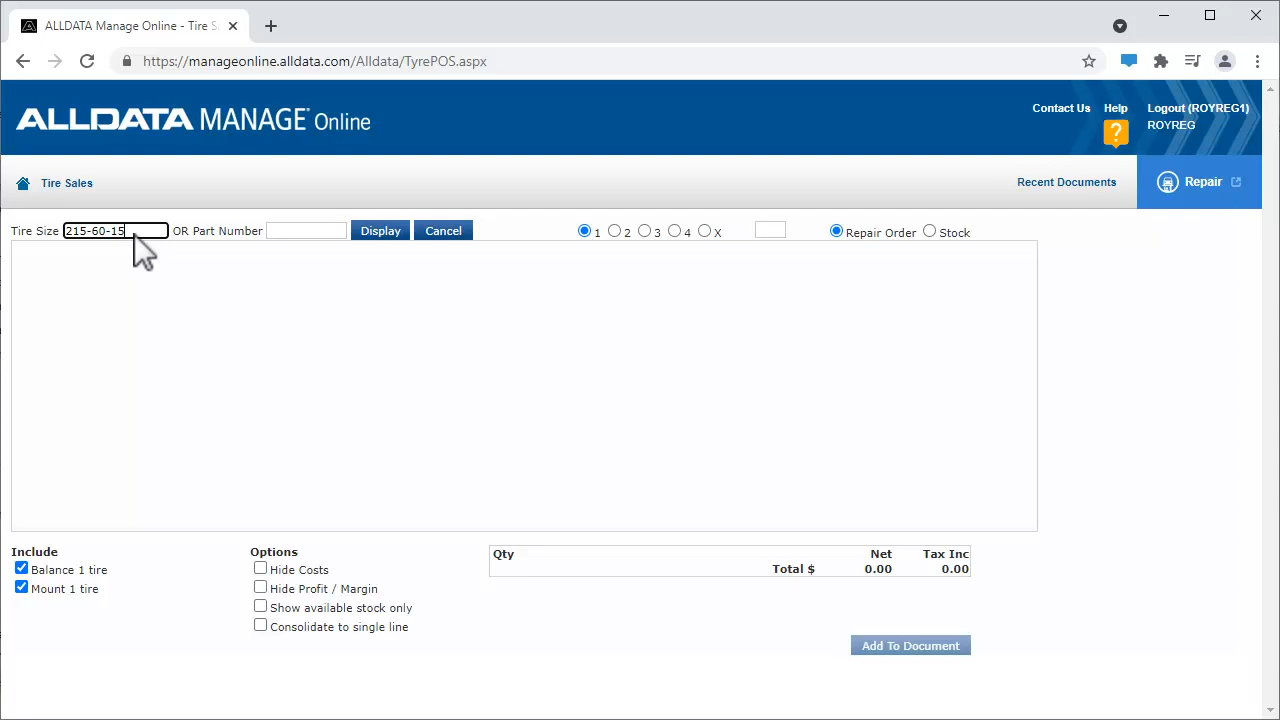 ALLDATA Manage Online - Tire S
https://manageonline.alldata.com/Alldata/TyrePOS.aspx
ALLDATA MANAGE Online
Contact Us Help Logout (ROYREG1)
ROYREG
?
Tire Sales Recent Documents Repair
Tire Size 215-60-15 OR Part Number Display Cancel 1 2 3 4 X Repair Order Stock
Include Options Qty Net Tax Inc
Balance 1 tire Hide Costs Total $ 0.00 0.00
Mount 1 tire Hide Profit / Margin
Show available stock only
Consolidate to single line
Add To Document